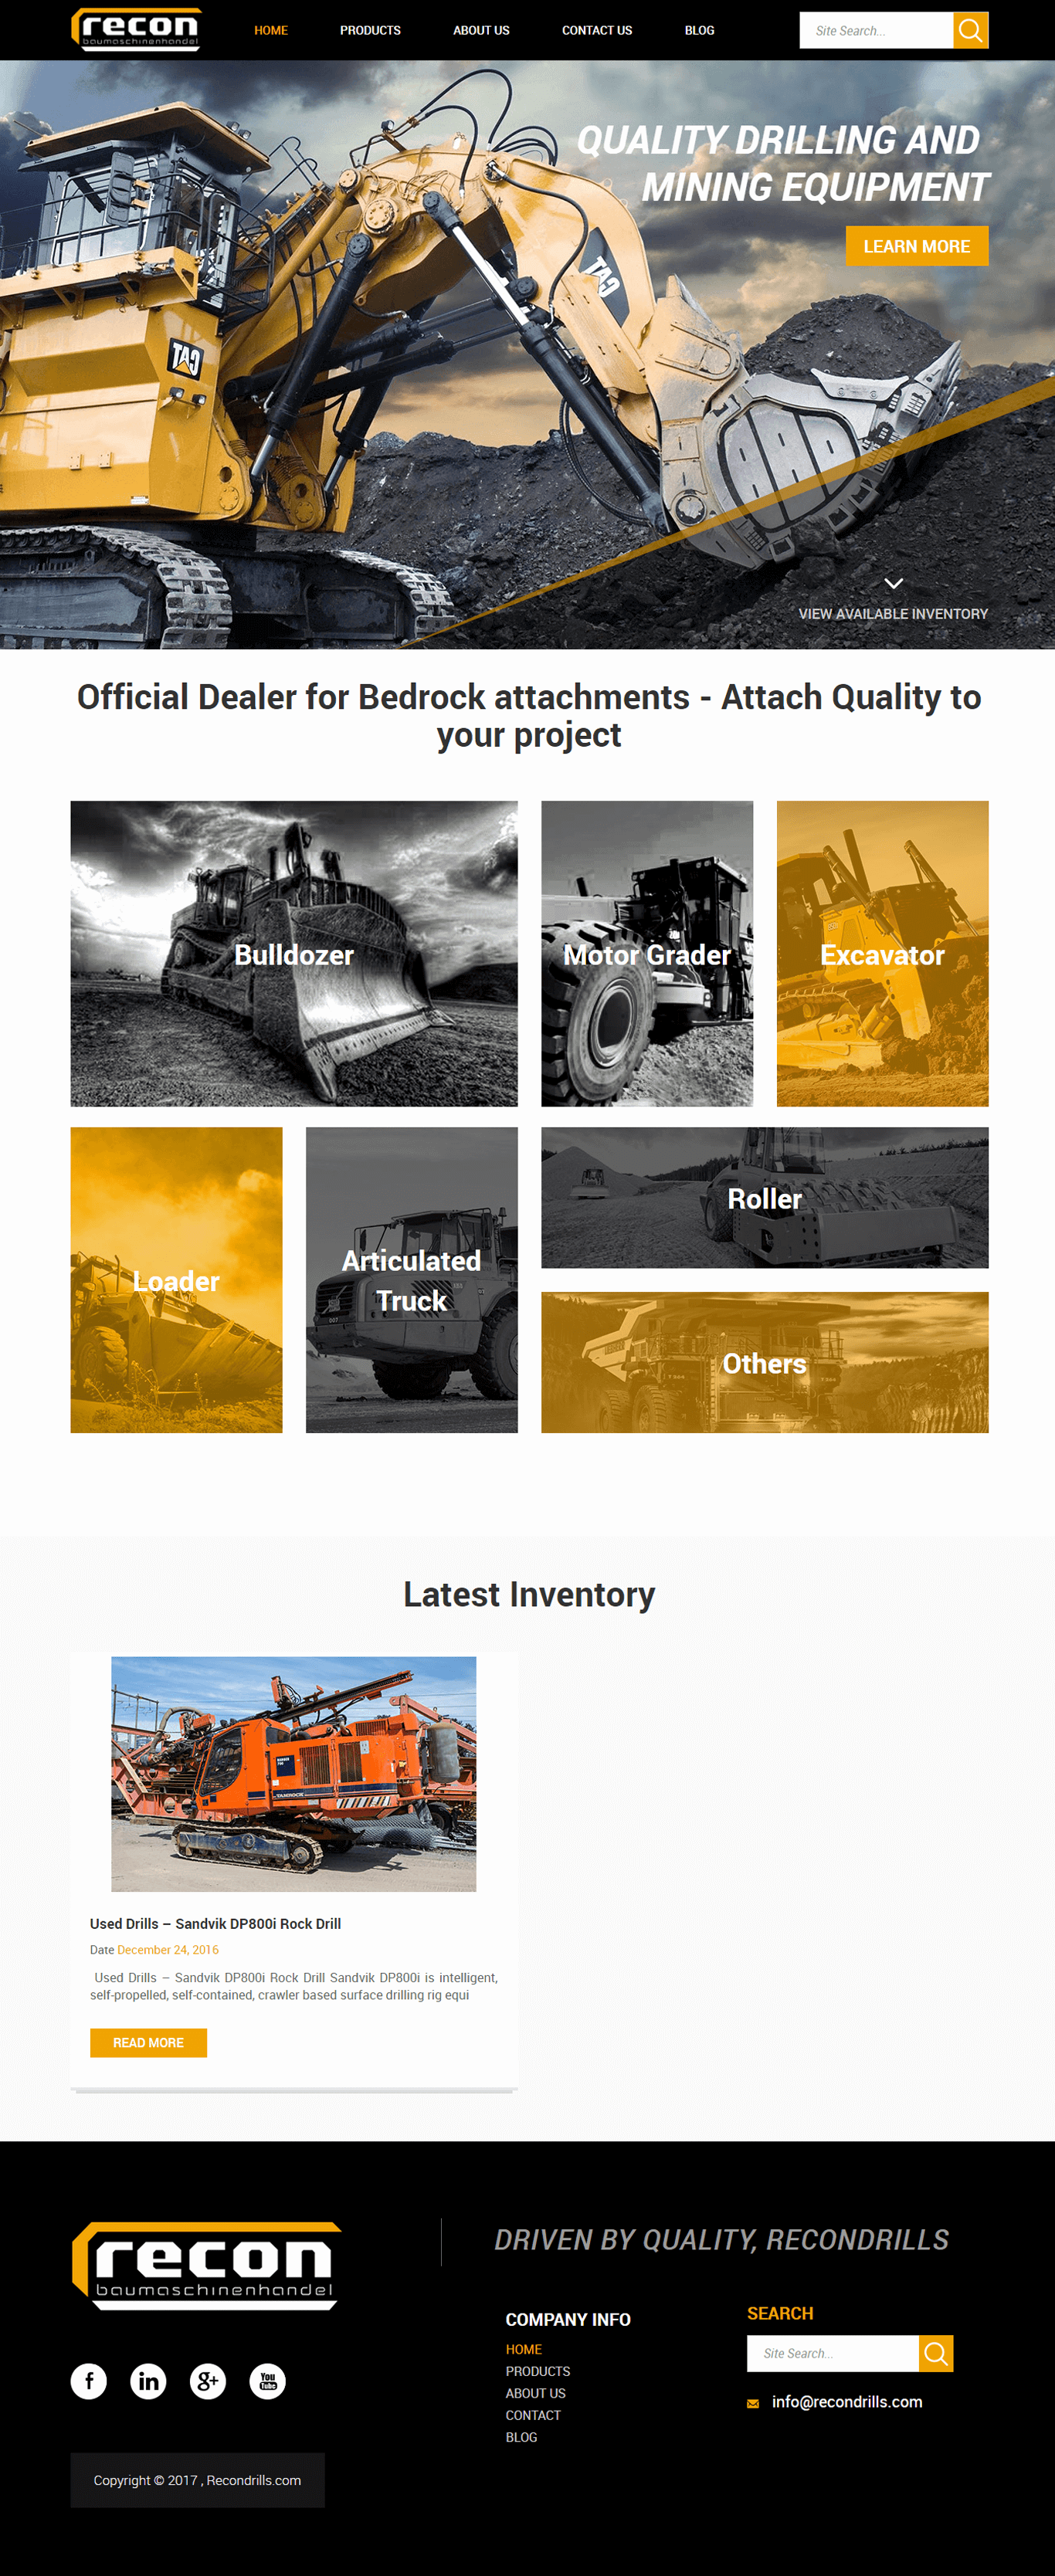 recon
baumaschinenhandel
HOME PRODUCTS ABOUT US CONTACT US BLOG
Site Search...
QUALITY DRILLING AND
MINING EQUIPMENT
LEARN MORE
CAT
CAT
VIEW AVAILABLE INVENTORY
Official Dealer for Bedrock attachments - Attach Quality to
your project
Bulldozer
Motor Grader
Excavator
Loader
Articulated
Truck
Roller
Others
Latest Inventory
Used Drills – Sandvik DP800i Rock Drill
Date December 24, 2016
Used Drills – Sandvik DP800i Rock Drill Sandvik DP800i is intelligent,
self-propelled, self-contained, crawler based surface drilling rig equi
READ MORE
recon
baumaschinenhandel
DRIVEN BY QUALITY, RECONDRILLS
COMPANY INFO
HOME
PRODUCTS
ABOUT US
CONTACT
BLOG
SEARCH
Site Search...
info@recondrills.com
f in g+ You Tube
Copyright © 2017 , Recondrills.com